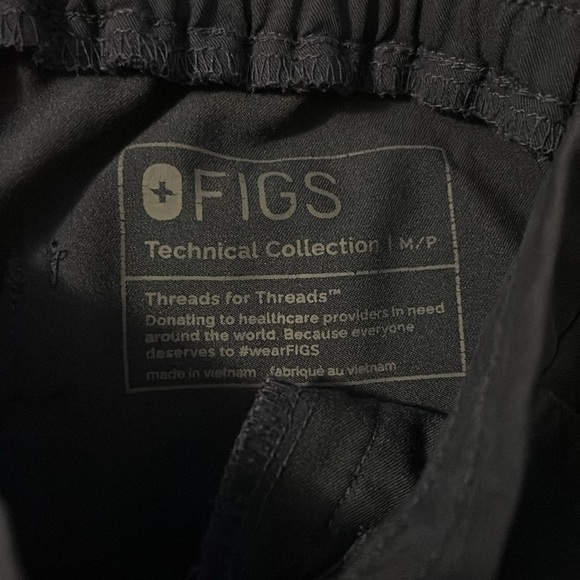 FIGS
Technical Collection | M/P
Threads for Threads™
Donating to healthcare providers in need
around the world. Because everyone
deserves to #wearFIGS
made in vietnam fabriqué au vietnam